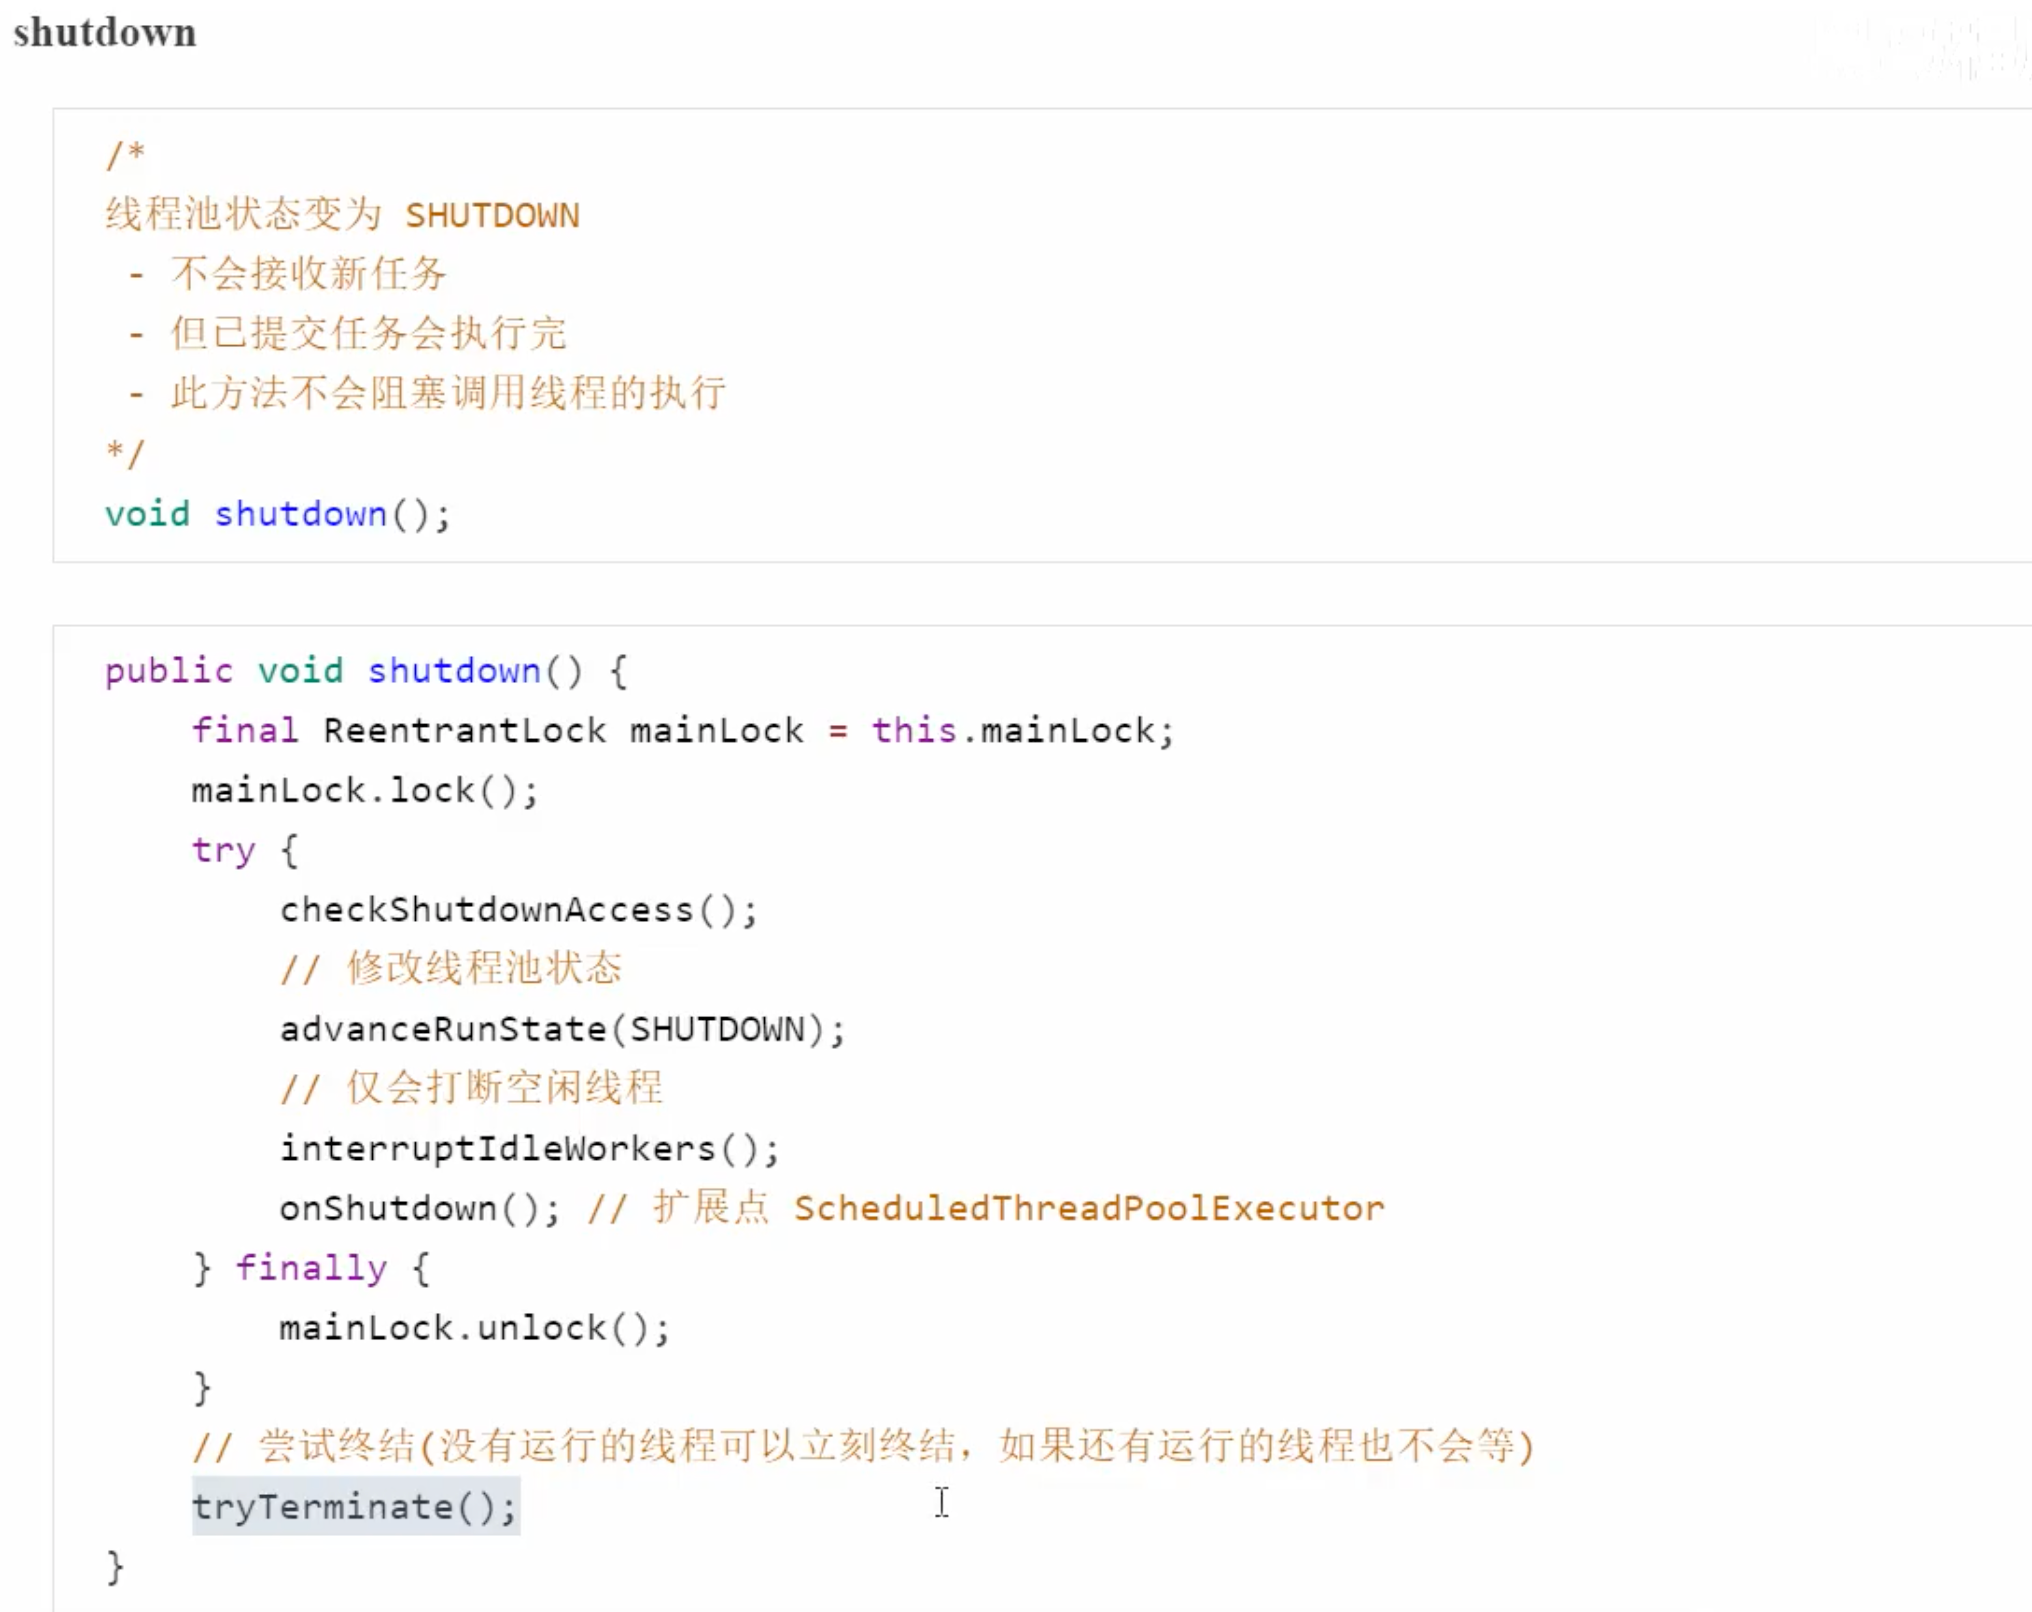 shutdown
/*
线程池状态变为 SHUTDOWN
- 不会接收新任务
- 但已提交任务会执行完
- 此方法不会阻塞调用线程的执行
*/
void shutdown();
public void shutdown() {
final ReentrantLock mainLock = this.mainLock;
mainLock.lock();
try {
checkShutdownAccess();
// 修改线程池状态
advanceRunState(SHUTDOWN);
// 仅会打断空闲线程
interruptIdleWorkers();
onShutdown(); // 扩展点 ScheduledThreadPoolExecutor
} finally {
mainLock.unlock();
}
// 尝试终结(没有运行的线程可以立刻终结，如果还有运行的线程也不会等)
tryTerminate();
}